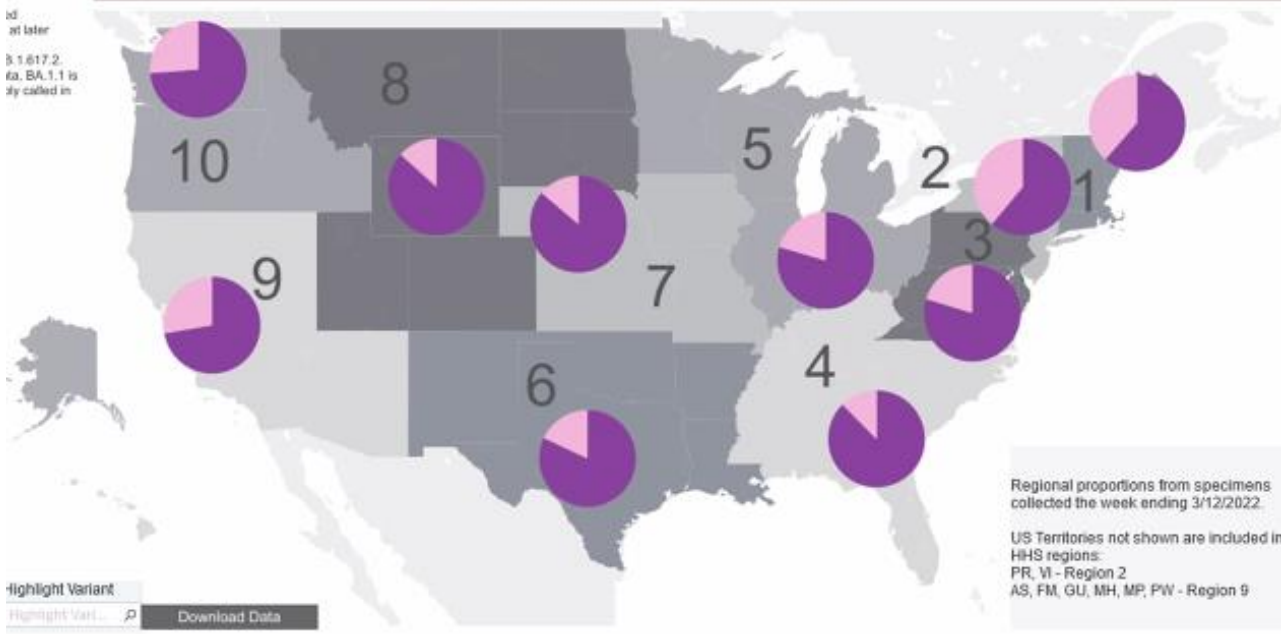 at later
B.1.617.2.
BA.1.1 is
called in
8
10
5
2
1
3
9
7
6
4
Regional proportions from specimens
collected the week ending 3/12/2022.
US Territories not shown are included in
HHS regions:
PR, VI - Region 2
AS, FM, GU, MH, MP, PW - Region 9
Highlight Variant
Highlight Vari...
Download Data